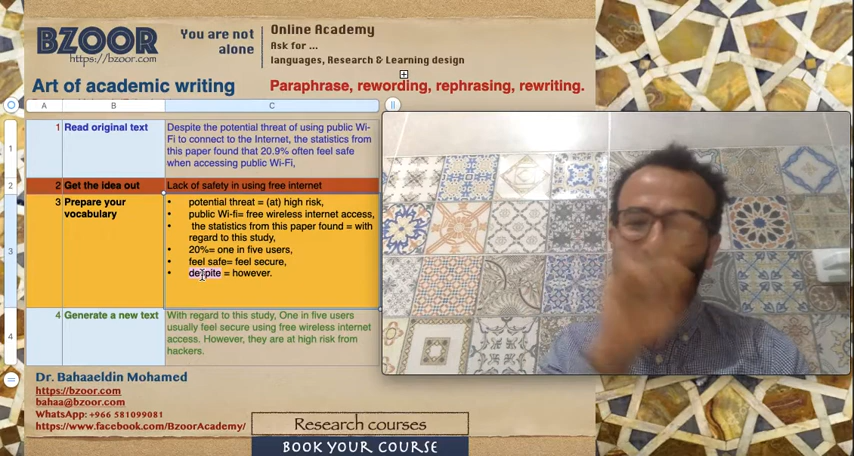 BZOOR
https://bzoor.com
You are not
alone
Online Academy
Ask for ...
languages, Research & Learning design
Art of academic writing
Paraphrase, rewording, rephrasing, rewriting.
A
B
C
1
1 Read original text
Despite the potential threat of using public Wi-
Fi to connect to the Internet, the statistics from
this paper found that 20.9% often feel safe
when accessing public Wi-Fi,
2
2 Get the idea out
Lack of safety in using free internet
3
3 Prepare your
vocabulary
• potential threat = (at) high risk,
• public Wi-fi= free wireless internet access,
• the statistics from this paper found = with
regard to this study,
• 20%= one in five users,
• feel safe= feel secure,
• despite = however.
4
4 Generate a new text
With regard to this study, One in five users
usually feel secure using free wireless internet
access. However, they are at high risk from
hackers.
Dr. Bahaaeldin Mohamed
https://bzoor.com
bahaa@bzoor.com
WhatsApp: +966 581099081
https://www.facebook.com/BzoorAcademy/
Research courses
BOOK YOUR COURSE